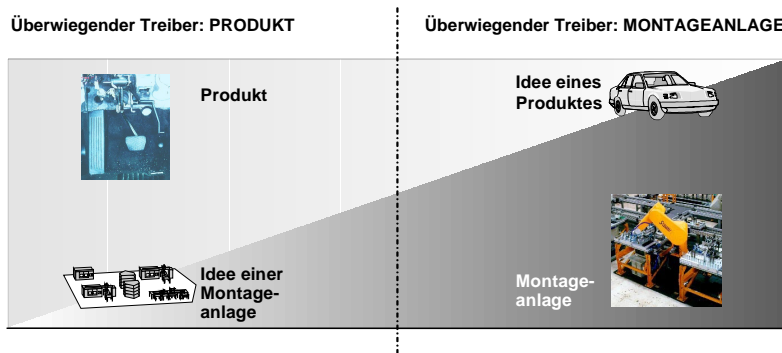 Überwiegender Treiber: PRODUKT
Überwiegender Treiber: MONTAGEANLAGE
Produkt
Idee eines
Produktes
Idee einer
Montage-
anlage
Montage-
anlage